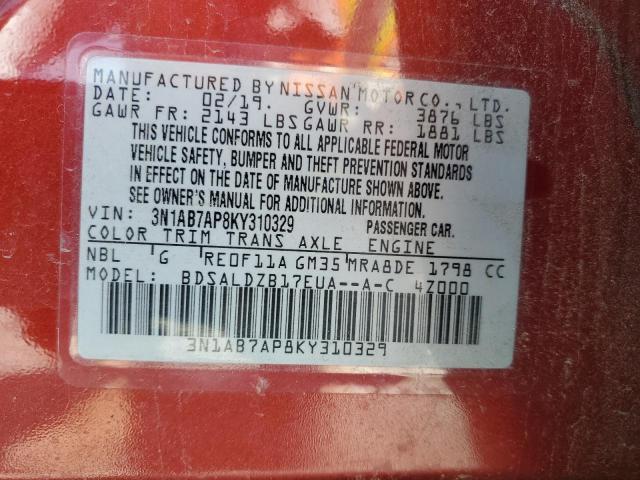 MANUFACTURED BY NISSAN MOTOR CO., LTD.
DATE: 02/19. GVWR: 3876 LBS
GAWR FR: 2143 LBS GAWR RR: 1881 LBS
THIS VEHICLE CONFORMS TO ALL APPLICABLE FEDERAL MOTOR
VEHICLE SAFETY, BUMPER AND THEFT PREVENTION STANDARDS
IN EFFECT ON THE DATE OF MANUFACTURE SHOWN ABOVE.
SEE OWNER'S MANUAL FOR ADDITIONAL INFORMATION.
VIN: 3N1AB7AP8KY310329 PASSENGER CAR.
COLOR TRIM TRANS AXLE ENGINE
NBL G RE0F11A GM35 MRA8DE 1798 CC
MODEL: BDSALDZB17EUA--A-C 4Z000
3N1AB7AP8KY310329